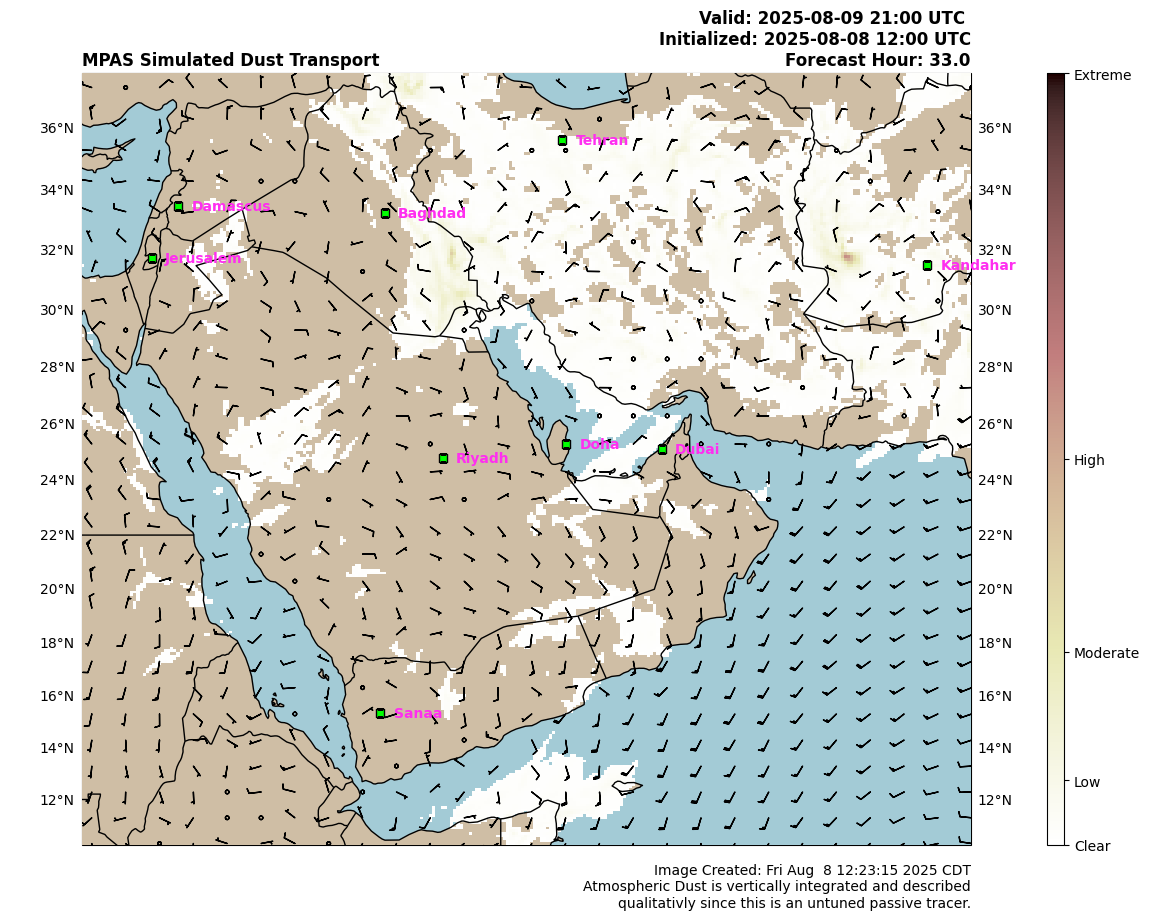 Valid: 2025-08-09 21:00 UTC
Initialized: 2025-08-08 12:00 UTC
MPAS Simulated Dust Transport Forecast Hour: 33.0
Extreme
36°N Tehran 36°N
34°N Damascus Baghdad 34°N
32°N Jerusalem Kandahar 32°N
30°N 30°N
28°N 28°N
26°N Doha Dubai 26°N
Riyadh High
24°N 24°N
22°N 22°N
20°N 20°N
18°N 18°N
Moderate
16°N Sanaa 16°N
14°N 14°N
Low
12°N 12°N
Clear
Image Created: Fri Aug  8 12:23:15 2025 CDT
Atmospheric Dust is vertically integrated and described
qualitativly since this is an untuned passive tracer.